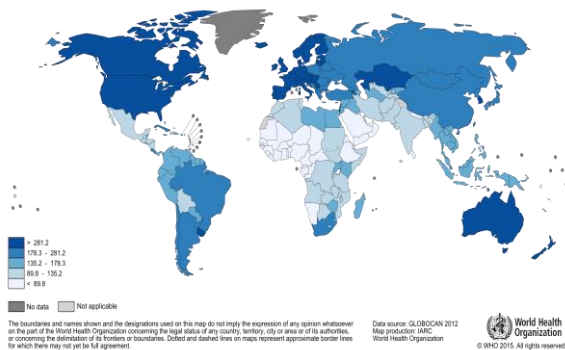 > 281.2
178.3 - 281.2
135.2 - 178.3
89.8 - 135.2
< 89.8
No data
Not applicable
The boundaries and names shown and the designations used on this map do not imply the expression of any opinion whatsoever
on the part of the World Health Organization concerning the legal status of any country, territory, city or area or of its authorities,
or concerning the delimitation of its frontiers or boundaries. Dotted and dashed lines on maps represent approximate border lines
for which there may not yet be full agreement.
Data source: GLOBOCAN 2012
Map production: IARC
World Health Organization
World Health
Organization
© WHO 2015. All rights reserved